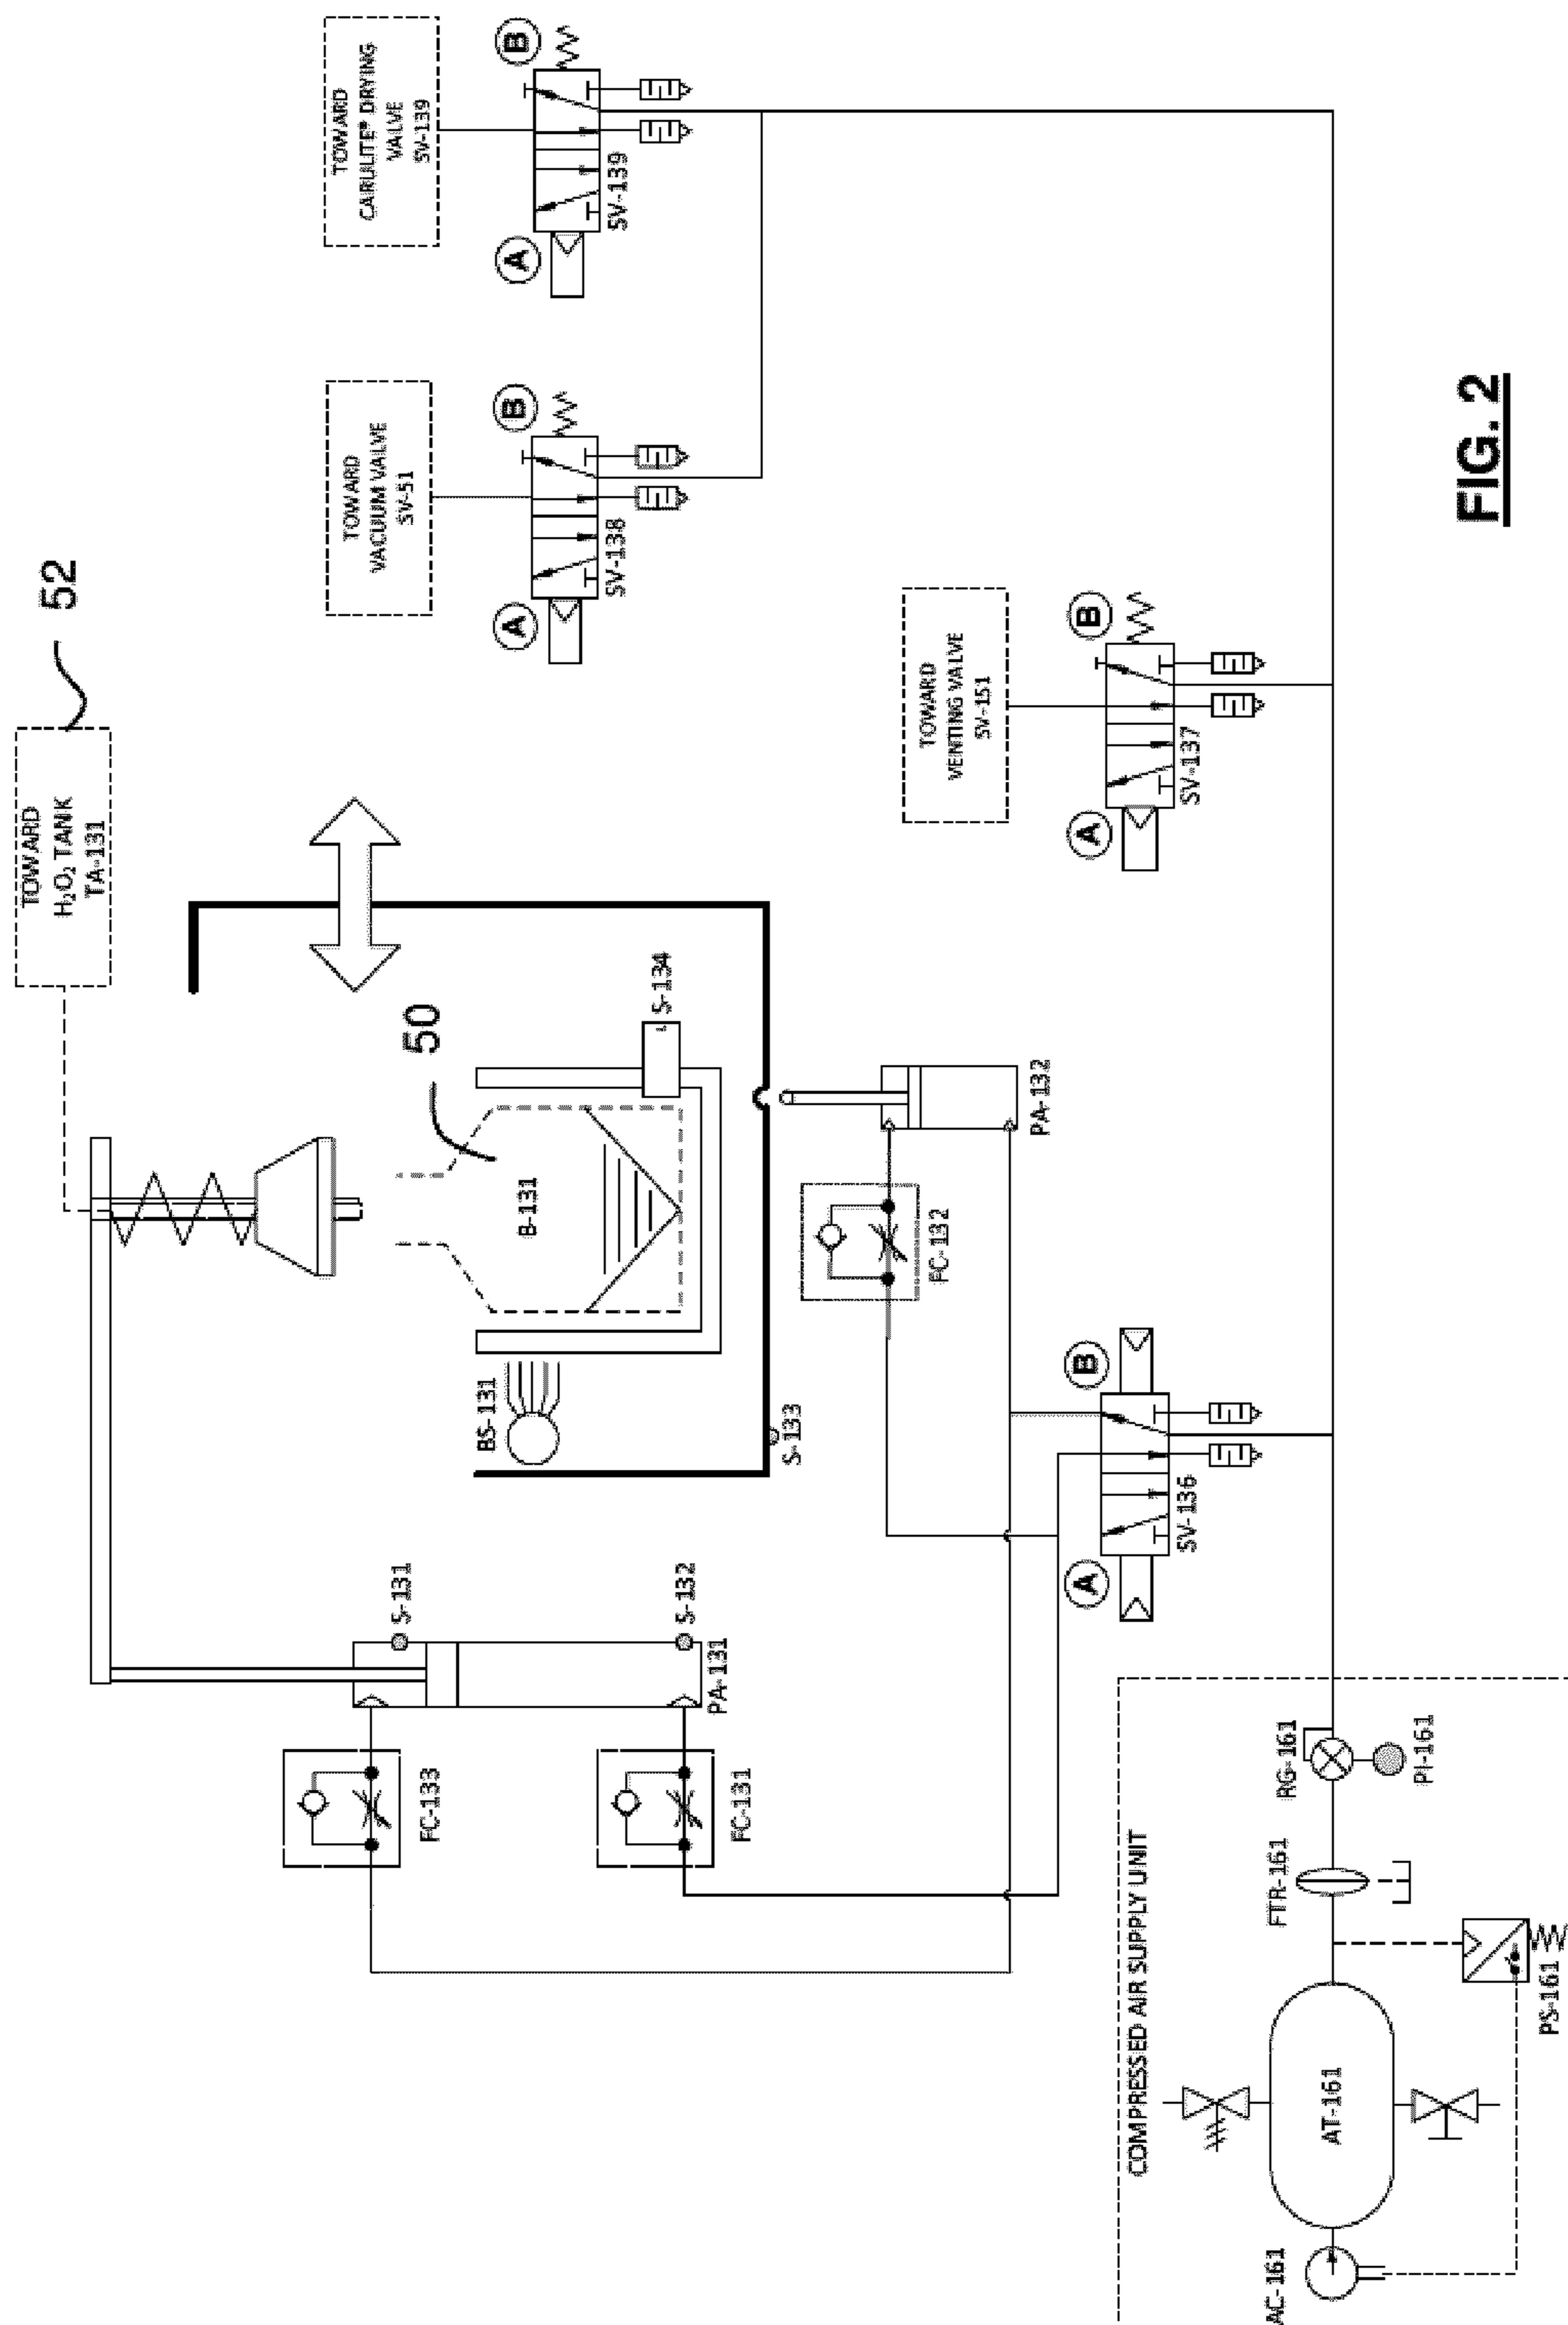 TOWARD
H₂O₂ TANK
TA-131
52
TOWARD
VACUUM VALVE
SV-51
TOWARD
CARULITE® DRYING
VALVE
SV-139
A
B
SV-138
A
B
SV-139
S-131
S-132
PA-131
FC-133
FC-131
BS-131
B-131
50
S-134
S-133
FC-132
PA-132
TOWARD
VENTING VALVE
SV-151
A
B
SV-136
A
B
SV-137
COMPRESSED AIR SUPPLY UNIT
AC-161
AT-161
FTR-161
RG-161
PI-161
PS-161
FIG. 2